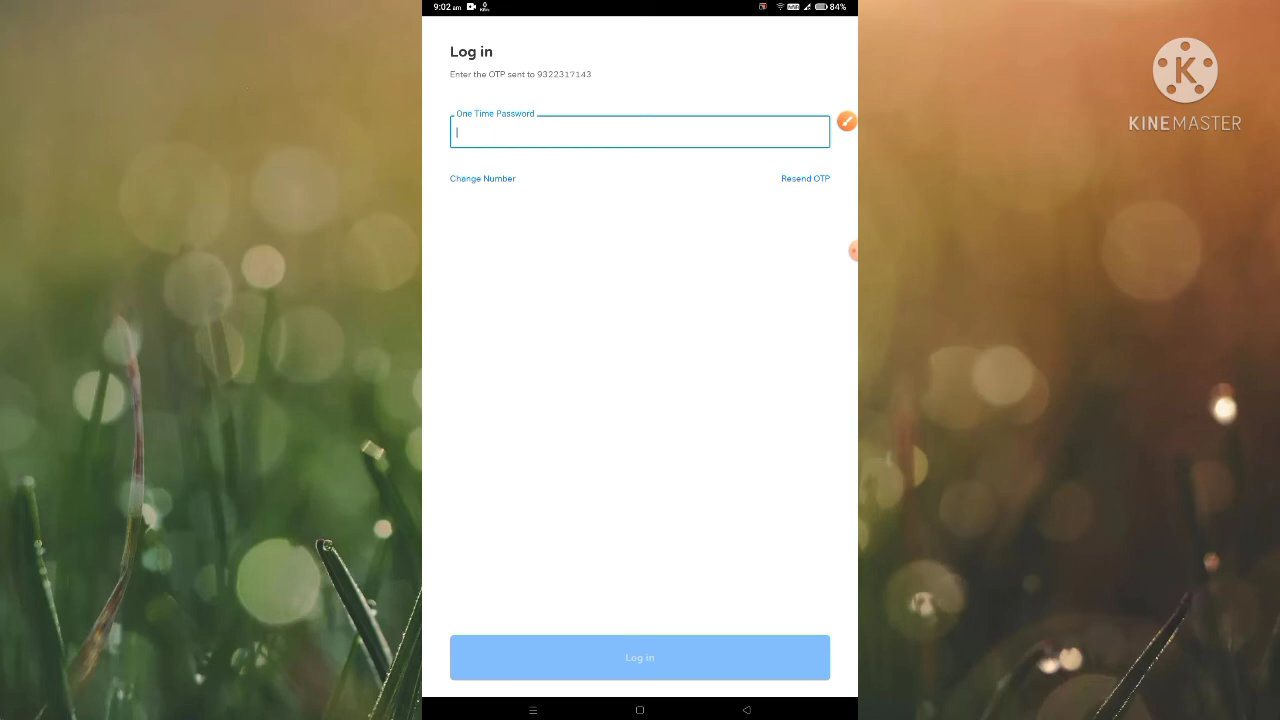 9:02 am
84%
Log in
Enter the OTP sent to 9322317143
One Time Password
Change Number
Resend OTP
Log in
K
KINEMASTER